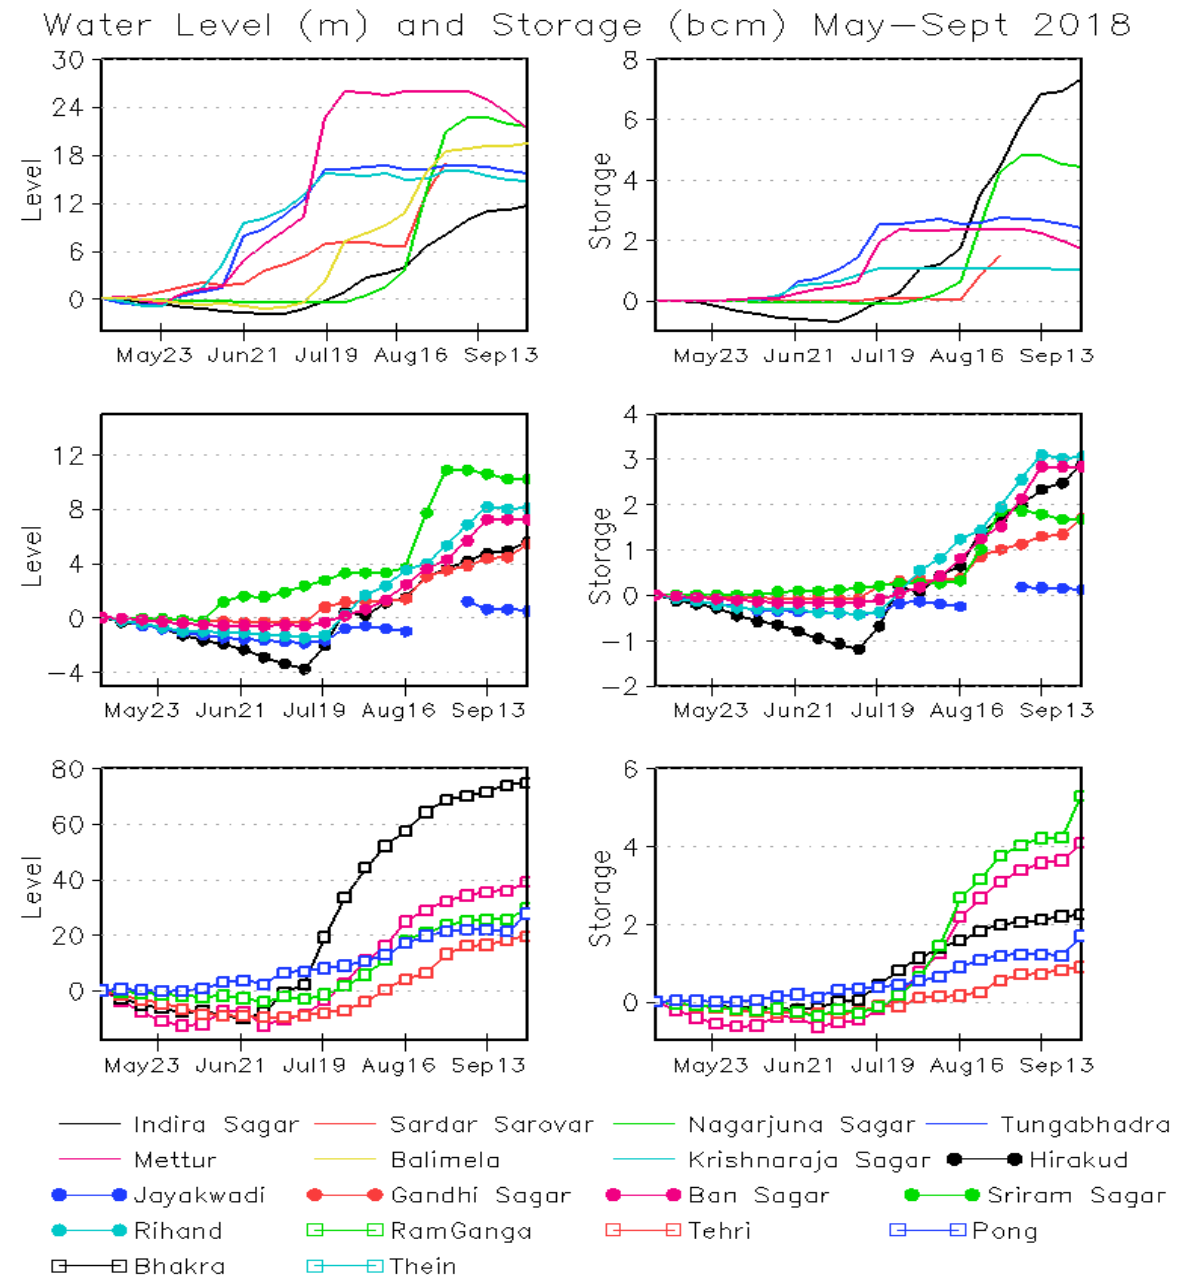 Water Level (m) and Storage (bcm) May-Sept 2018
30
24
18
12
6
0
Level
May23 Jun21 Jul19 Aug16 Sep13
8
6
4
2
0
Storage
May23 Jun21 Jul19 Aug16 Sep13
12
8
4
0
-4
Level
May23 Jun21 Jul19 Aug16 Sep13
4
3
2
1
0
-1
-2
Storage
May23 Jun21 Jul19 Aug16 Sep13
80
60
40
20
0
Level
May23 Jun21 Jul19 Aug16 Sep13
6
4
2
0
Storage
May23 Jun21 Jul19 Aug16 Sep13
Indira Sagar Sardar Sarovar Nagarjuna Sagar Tungabhadra
Mettur Balimela Krishnaraja Sagar Hirakud
Jayakwadi Gandhi Sagar Ban Sagar Sriram Sagar
Rihand RamGanga Tehri Pong
Bhakra Thein